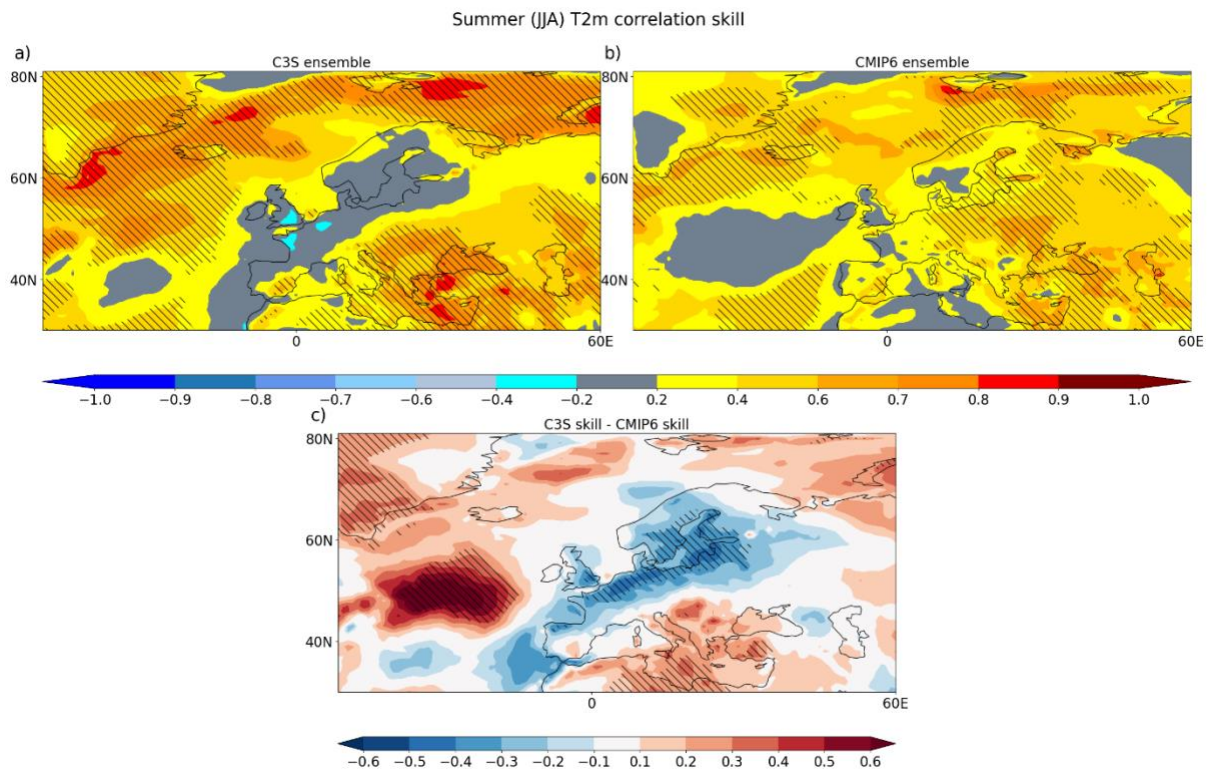 Summer (JJA) T2m correlation skill
a)
C3S ensemble
b)
CMIP6 ensemble
80N
60N
40N
0
60E
80N
60N
40N
0
60E
−1.0 −0.9 −0.8 −0.7 −0.6 −0.4 −0.2 0.2 0.4 0.6 0.7 0.8 0.9 1.0
c)
C3S skill - CMIP6 skill
80N
60N
40N
0
60E
−0.6 −0.5 −0.4 −0.3 −0.2 −0.1 0.1 0.2 0.3 0.4 0.5 0.6